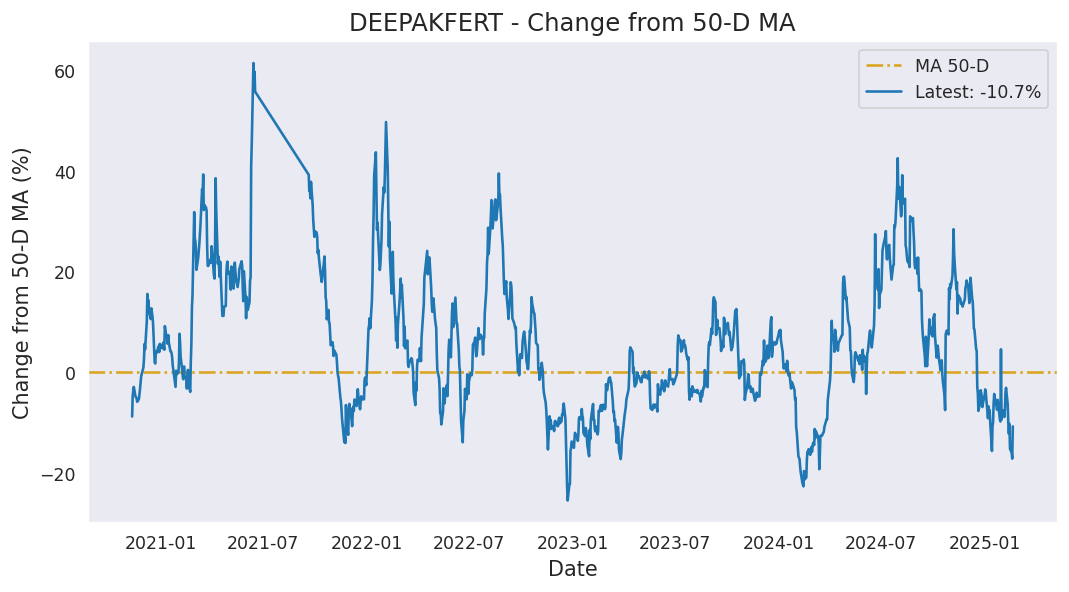 DEEPAKFERT - Change from 50-D MA
MA 50-D
Latest: -10.7%
Change from 50-D MA (%)
60
40
20
0
−20
2021-01 2021-07 2022-01 2022-07 2023-01 2023-07 2024-01 2024-07 2025-01
Date